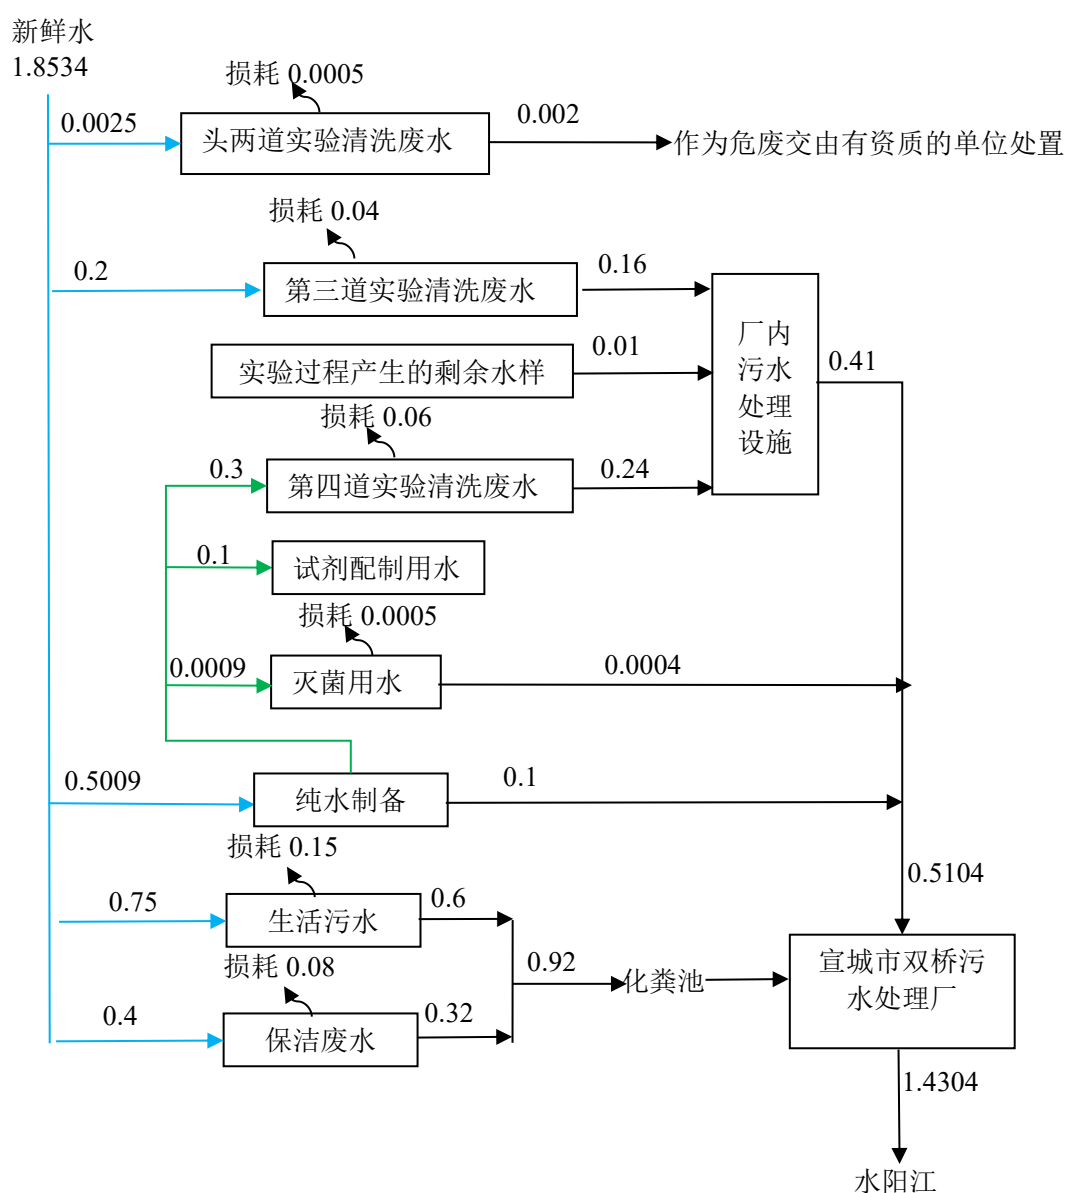 新鲜水
1.8534
损耗 0.0005
0.0025
头两道实验清洗废水
0.002
作为危废交由有资质的单位处置
损耗 0.04
0.2
第三道实验清洗废水
0.16
厂内
污水
处理
设施
实验过程产生的剩余水样
0.01
0.41
损耗 0.06
0.3
第四道实验清洗废水
0.24
0.1
试剂配制用水
损耗 0.0005
0.0009
灭菌用水
0.0004
0.5009
纯水制备
0.1
损耗 0.15
0.75
生活污水
0.6
0.5104
损耗 0.08
0.92
化粪池
宣城市双桥污
水处理厂
0.4
保洁废水
0.32
1.4304
水阳江